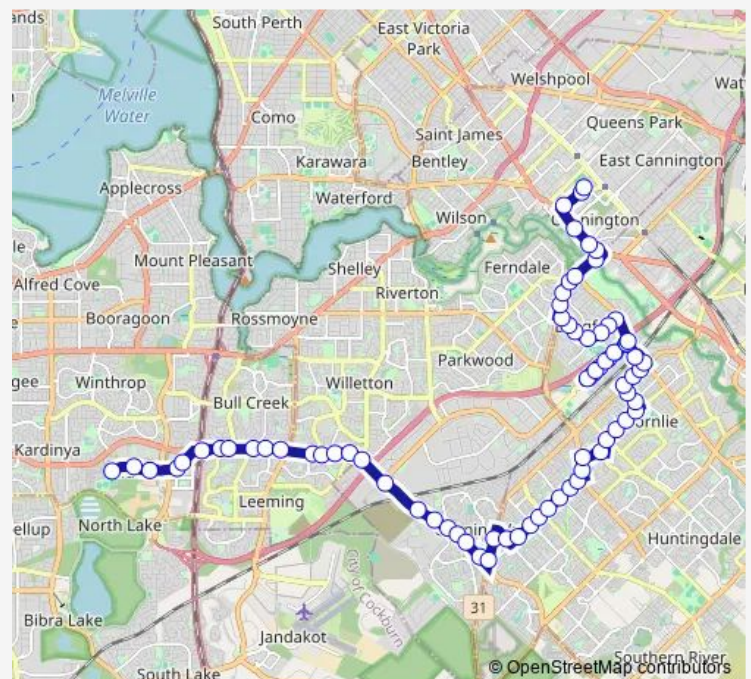 ands
South Perth
East Victoria
Park
Melville
Water
Welshpool
Wat
Como
Queens Park
Saint James
Karawara
Bentley
East Cannington
Applecross
Waterford
Wilson
Mount Pleasant
Shelley
Ferndale
le
Alfred Cove
Riverton
Booragoon
Rossmoyne
Parkwood
gee
Winthrop
Willetton
Bull Creek
Kardinya
Leeming
North Lake
ellup
Huntingdale
City of Cockburn
31
Bibra Lake
Jandakot
South Lake
Southern River
© OpenStreetMap contributors